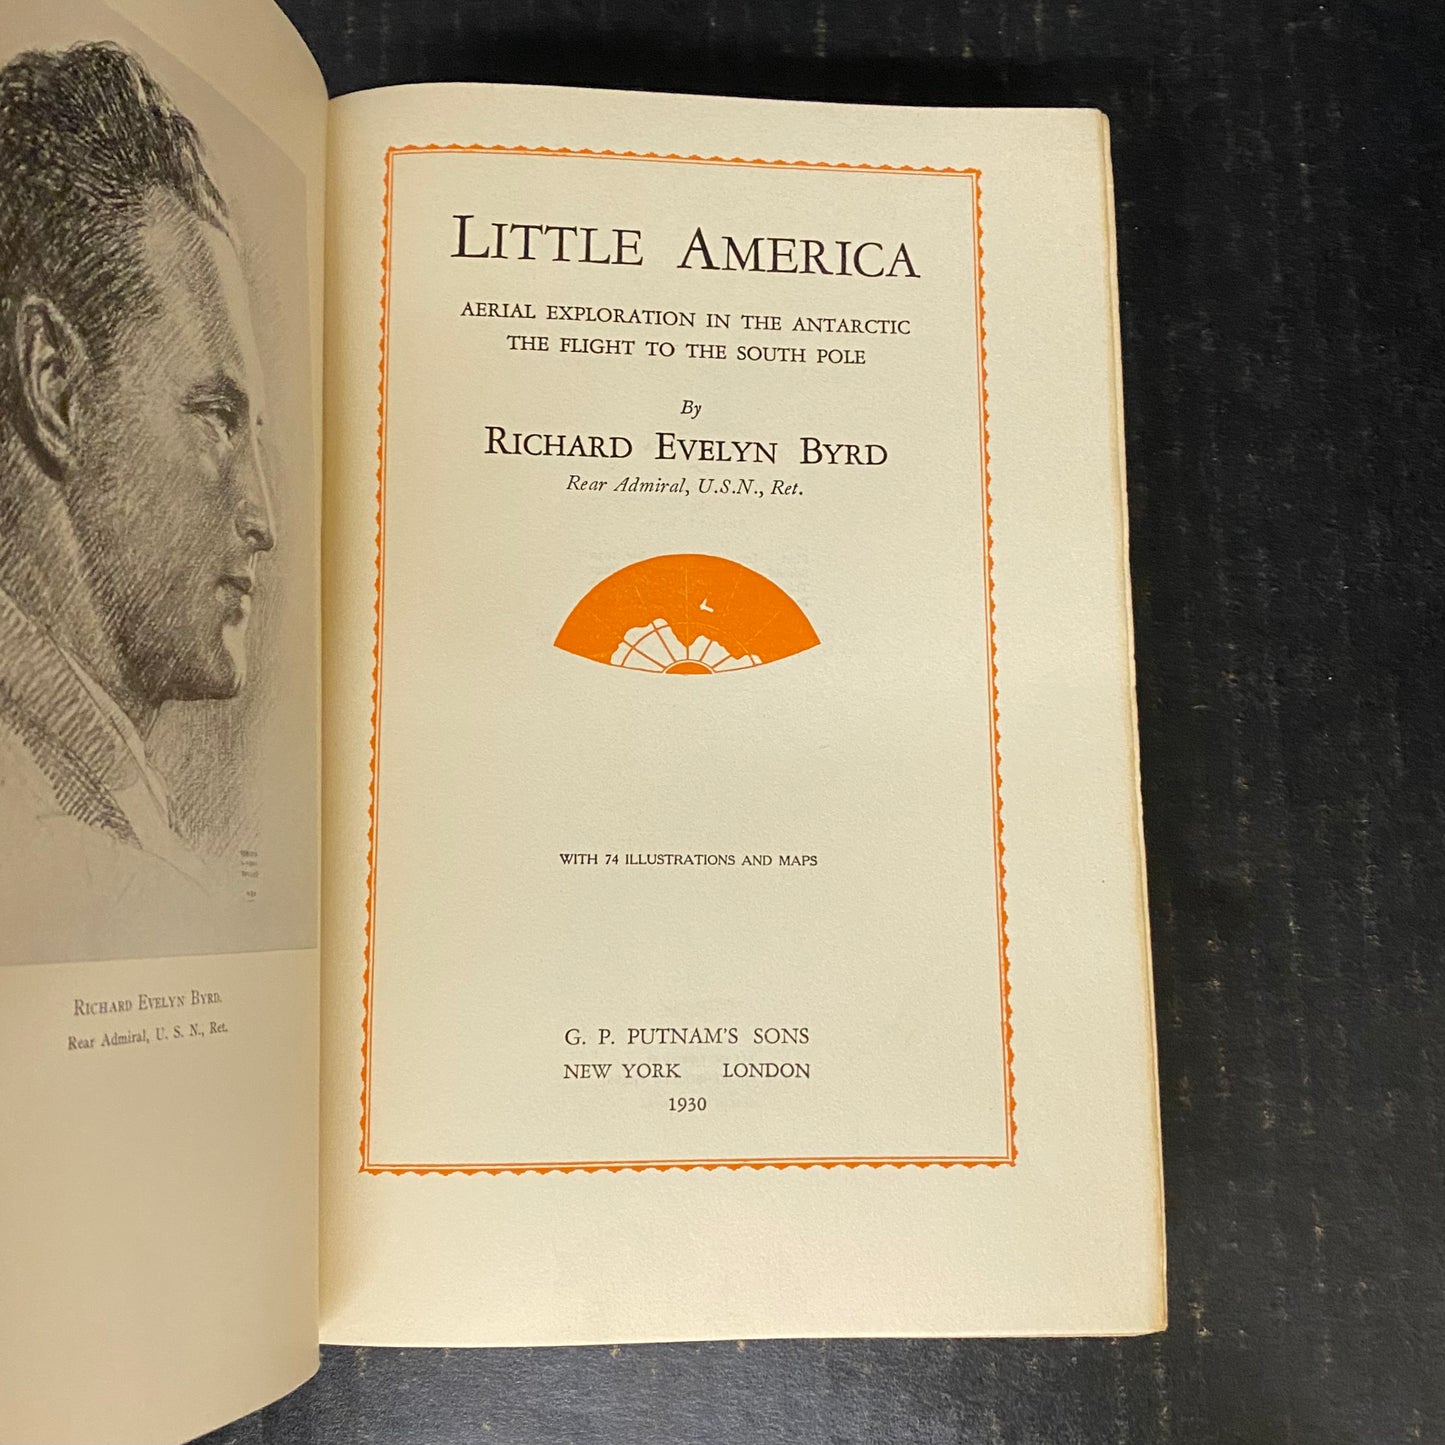 RICHARD EVELYN BYRD.
Rear Admiral, U. S. N., Ret.
LITTLE AMERICA
AERIAL EXPLORATION IN THE ANTARCTIC
THE FLIGHT TO THE SOUTH POLE
By
RICHARD EVELYN BYRD
Rear Admiral, U.S.N., Ret.
WITH 74 ILLUSTRATIONS AND MAPS
G. P. PUTNAM'S SONS
NEW YORK LONDON
1930